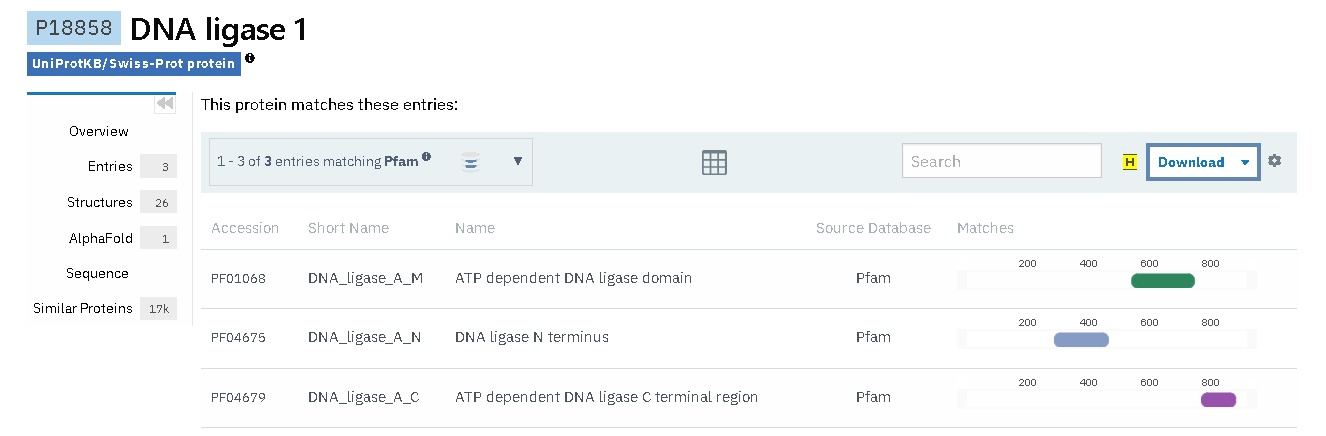 P18858 DNA ligase 1
UniProtKB/Swiss-Prot protein
This protein matches these entries:
Overview
Entries 3
Structures 26
AlphaFold 1
Sequence
Similar Proteins 17k
1 - 3 of 3 entries matching Pfam
Search
H
Download
Accession Short Name Name Source Database Matches
PF01068 DNA_ligase_A_M ATP dependent DNA ligase domain Pfam 200 400 600 800
PF04675 DNA_ligase_A_N DNA ligase N terminus Pfam 200 400 600 800
PF04679 DNA_ligase_A_C ATP dependent DNA ligase C terminal region Pfam 200 400 600 800